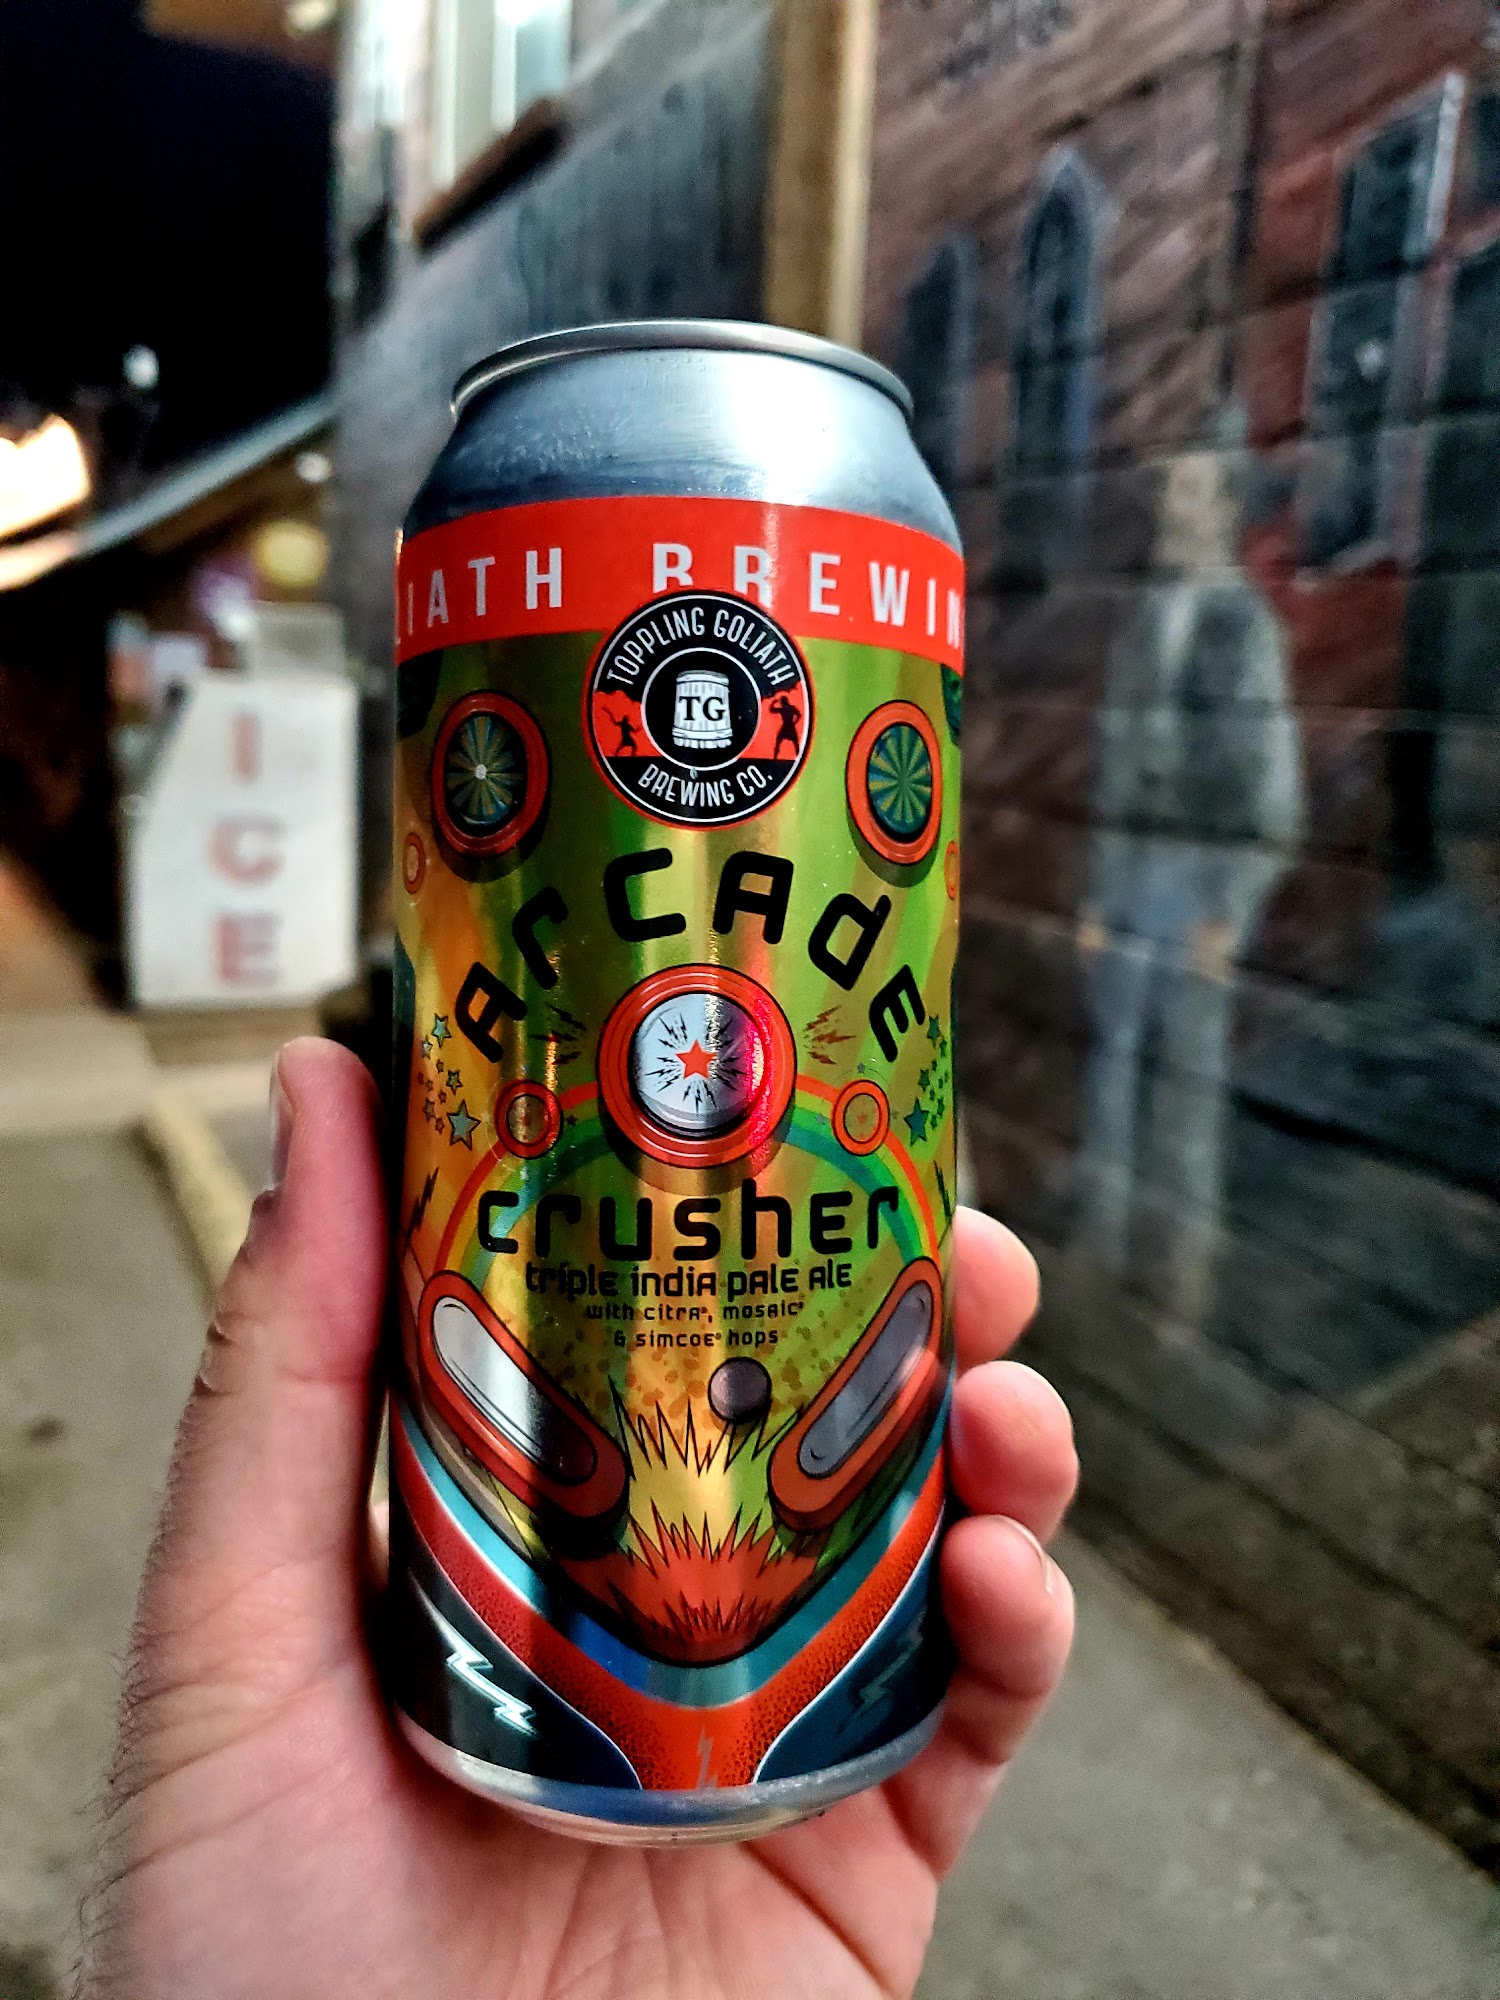 LIATH BREWIN
TOPPLING GOLIATH
TG
BREWING CO.
ArCADE
crusher
triple india pale ale
with citra®, mosaic®
& simcoe® hops
ICE